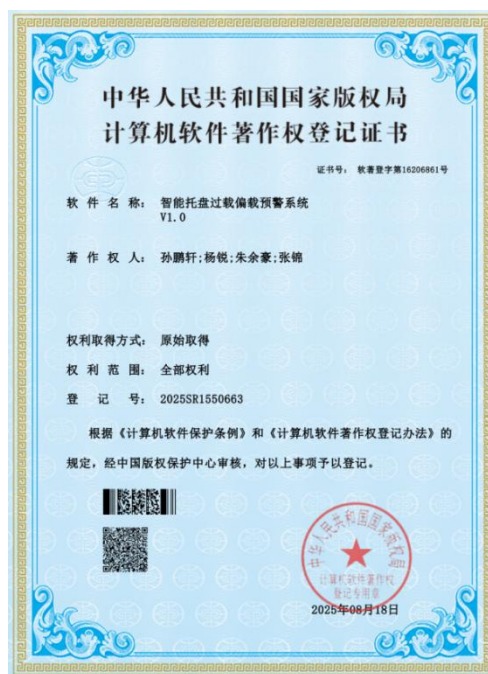 中华人民共和国国家版权局
计算机软件著作权登记证书
证书号： 软著登字第16206861号
软件名称： 智能托盘过载偏载预警系统
V1.0
著作权人： 孙鹏轩;杨锐;朱余豪;张锦
权利取得方式： 原始取得
权利范围： 全部权利
登记号： 2025SR1550663
根据《计算机软件保护条例》和《计算机软件著作权登记办法》的
规定，经中国版权保护中心审核，对以上事项予以登记。
中华人民共和国国家版权局
计算机软件著作权
登记专用章
2025年08月18日